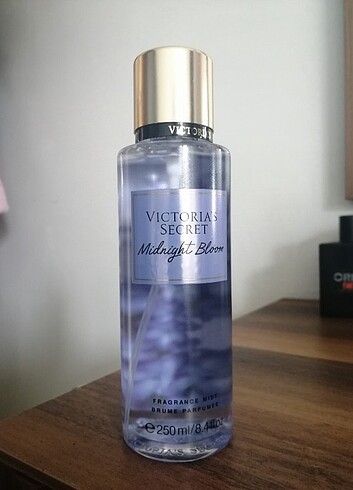 VICTORIA'S
SECRET
Midnight Bloom
FRAGRANCE MIST
BRUME PARFUMÉE
℮ 250 ml/8.4 fl oz